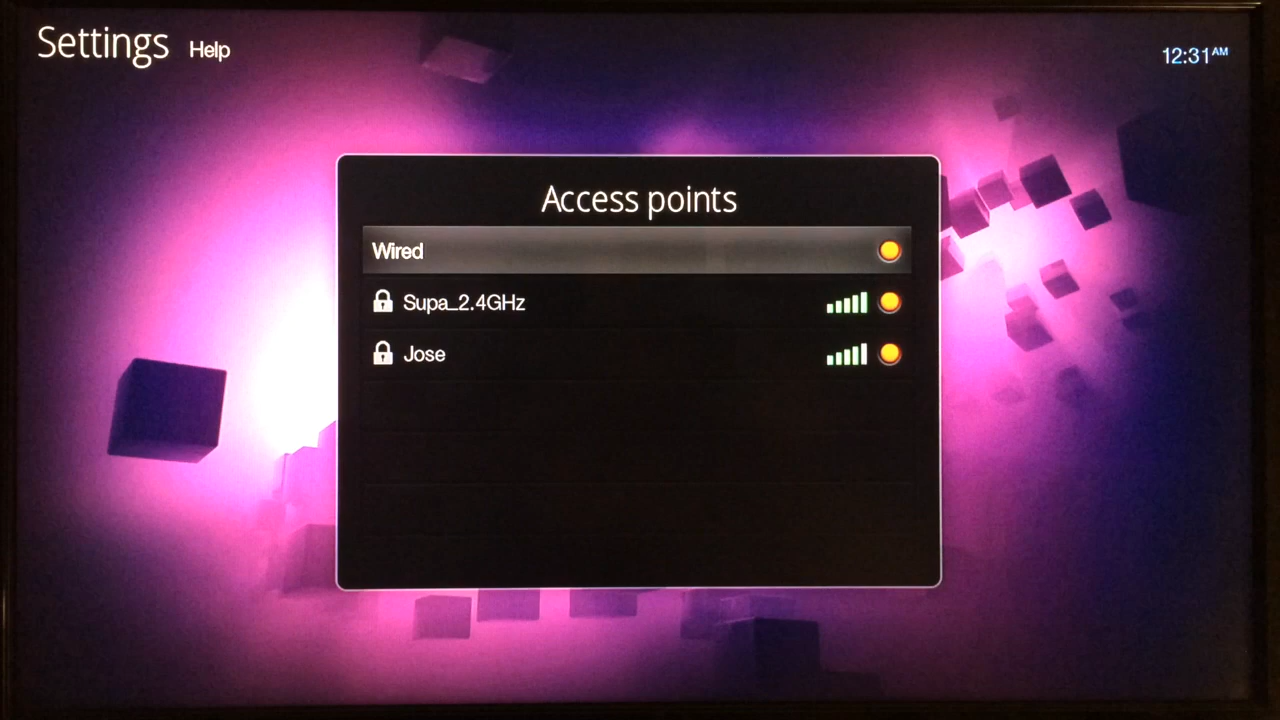 Settings Help
12:31AM
Access points
Wired
Supa_2.4GHz
Jose